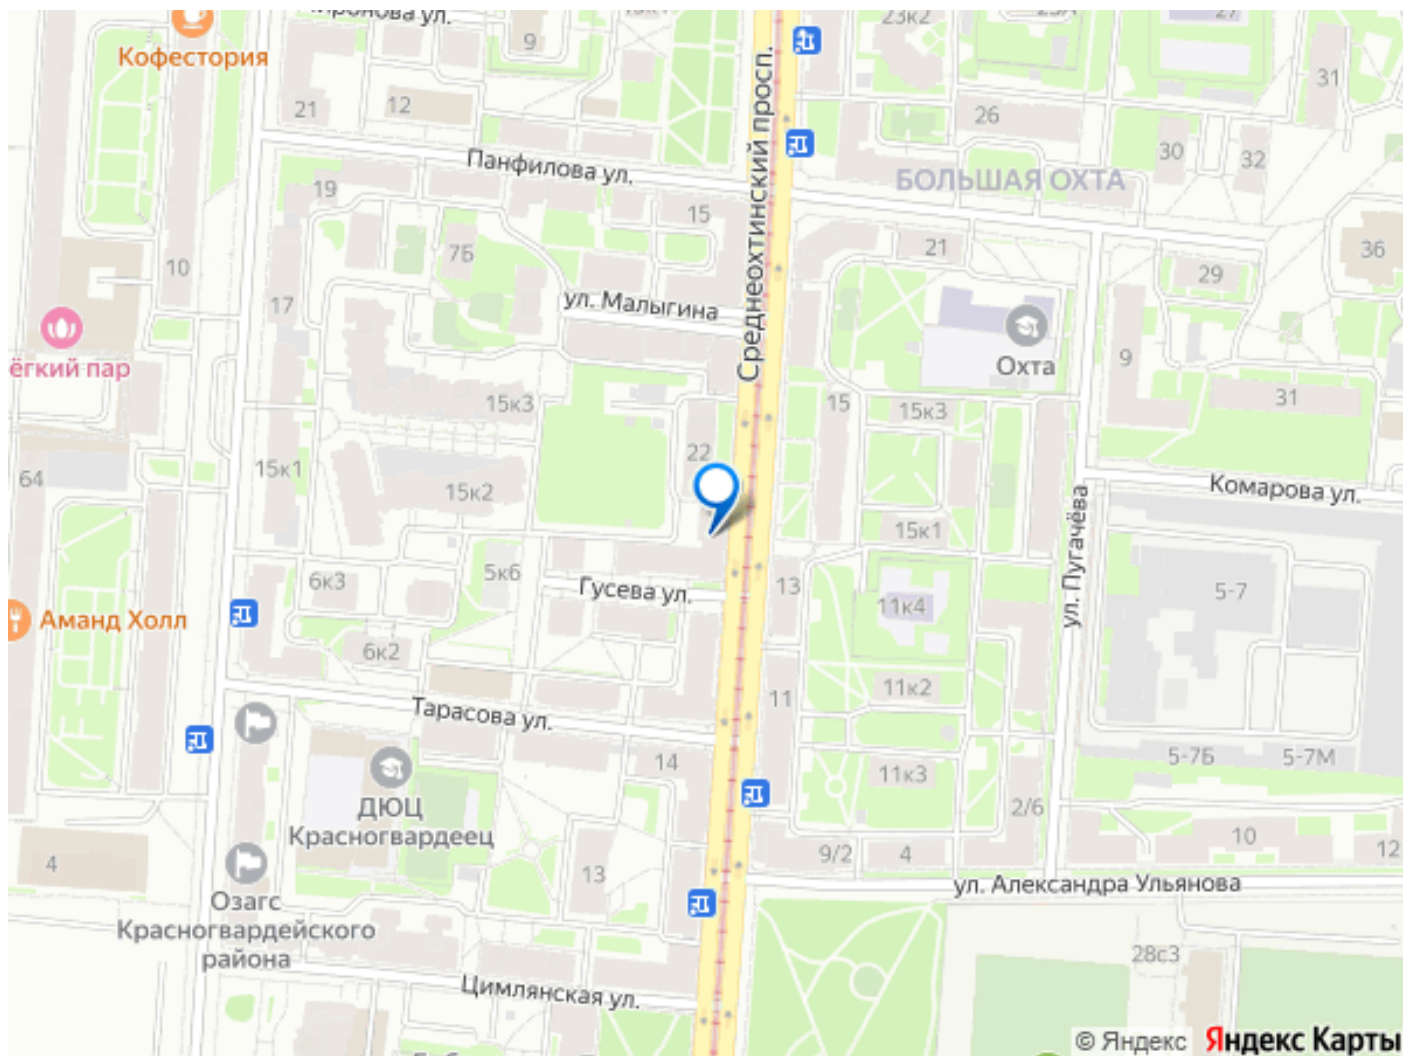 Кофестория
9
23к2
27
31
21
12
26
30
32
Панфилова ул.
Среднеохтинский просп.
БОЛЬШАЯ ОХТА
19
15
7Б
21
36
10
29
17
ул. Малыгина
Охта
9
ёгкий пар
15к3
15
15к3
31
22
15к1
64
15к2
Комарова ул.
15к1
ул. Пугачёва
6к3
5к6
Гусева ул.
13
11к4
5-7
Аманд Холл
6к2
11к2
11
Тарасова ул.
14
11к3
5-7Б
5-7М
ДЮЦ
Красногвардеец
2/6
10
12
4
13
9/2
4
ул. Александра Ульянова
Озагс
Красногвардейского
района
28с3
Цимлянская ул.
© Яндекс Яндекс Карты